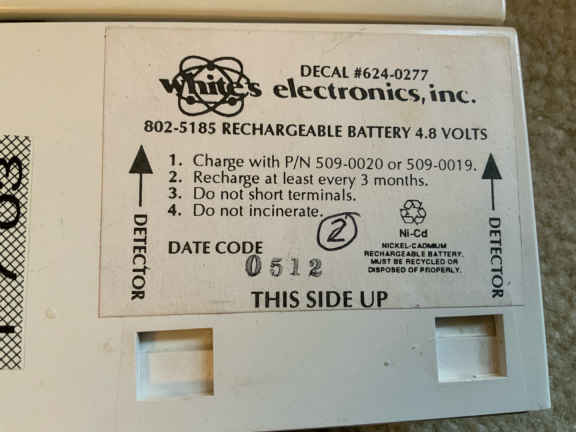 DECAL #624-0277
White's electronics, inc.
802-5185 RECHARGEABLE BATTERY 4.8 VOLTS
1. Charge with P/N 509-0020 or 509-0019.
2. Recharge at least every 3 months.
3. Do not short terminals.
4. Do not incinerate.
2
DETECTOR
DETECTOR
Ni-Cd
NICKEL-CADMIUM
RECHARGEABLE BATTERY.
MUST BE RECYCLED OR
DISPOSED OF PROPERLY.
DATE CODE
0512
THIS SIDE UP